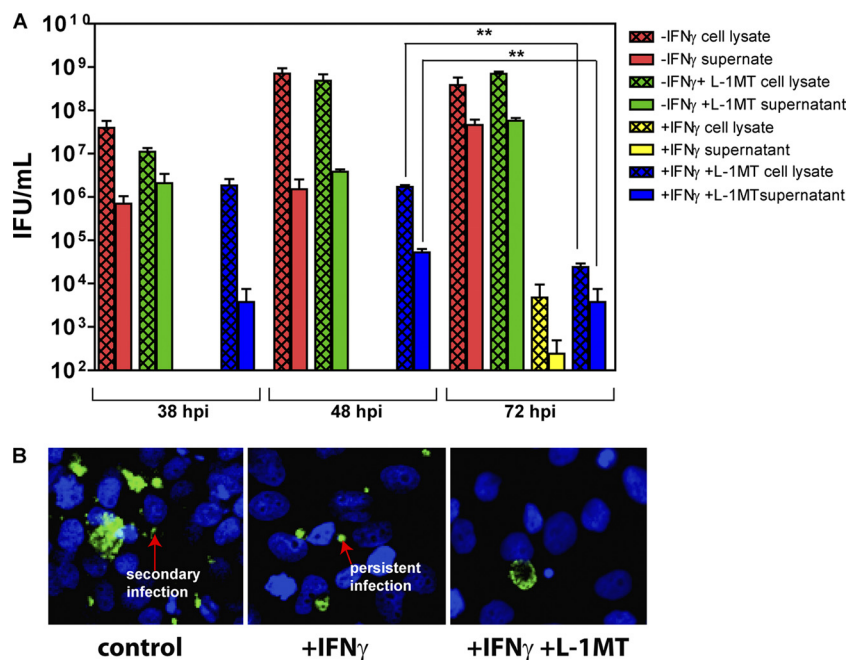 A
IFU/mL
10^10
10^9
10^8
10^7
10^6
10^5
10^4
10^3
10^2
**
**
38 hpi
48 hpi
72 hpi
-IFNγ cell lysate
-IFNγ supernate
-IFNγ+ L-1MT cell lysate
-IFNγ +L-1MT supernatant
+IFNγ cell lysate
+IFNγ supernatant
+IFNγ +L-1MT cell lysate
+IFNγ +L-1MTsupernatant
B
secondary
infection
persistent
infection
control
+IFNγ
+IFNγ +L-1MT